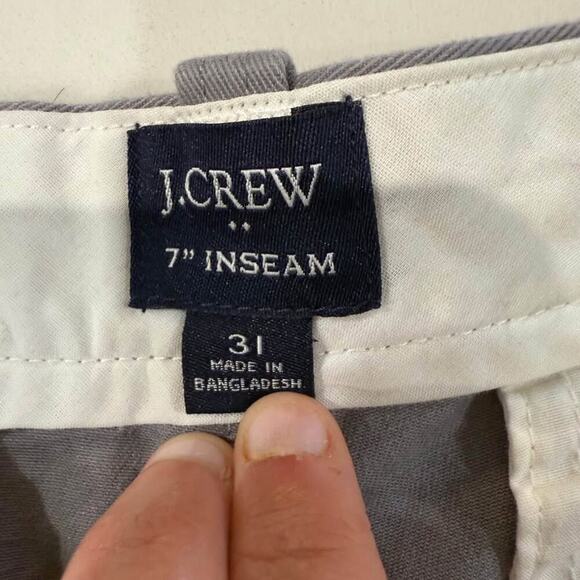 J.CREW
7" INSEAM
31
MADE IN
BANGLADESH